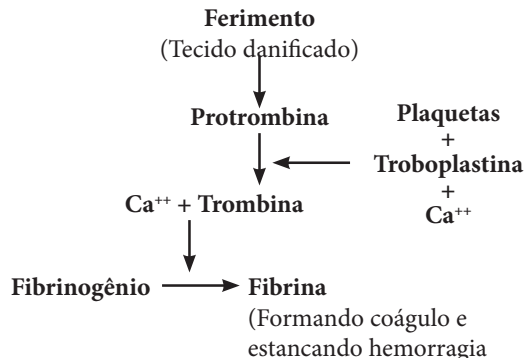 Ferimento
(Tecido danificado)
Protrombina
Plaquetas
+
Troboplastina
+
Ca⁺⁺
Ca⁺⁺ + Trombina
Fibrinogênio
Fibrina
(Formando coágulo e
estancando hemorragia